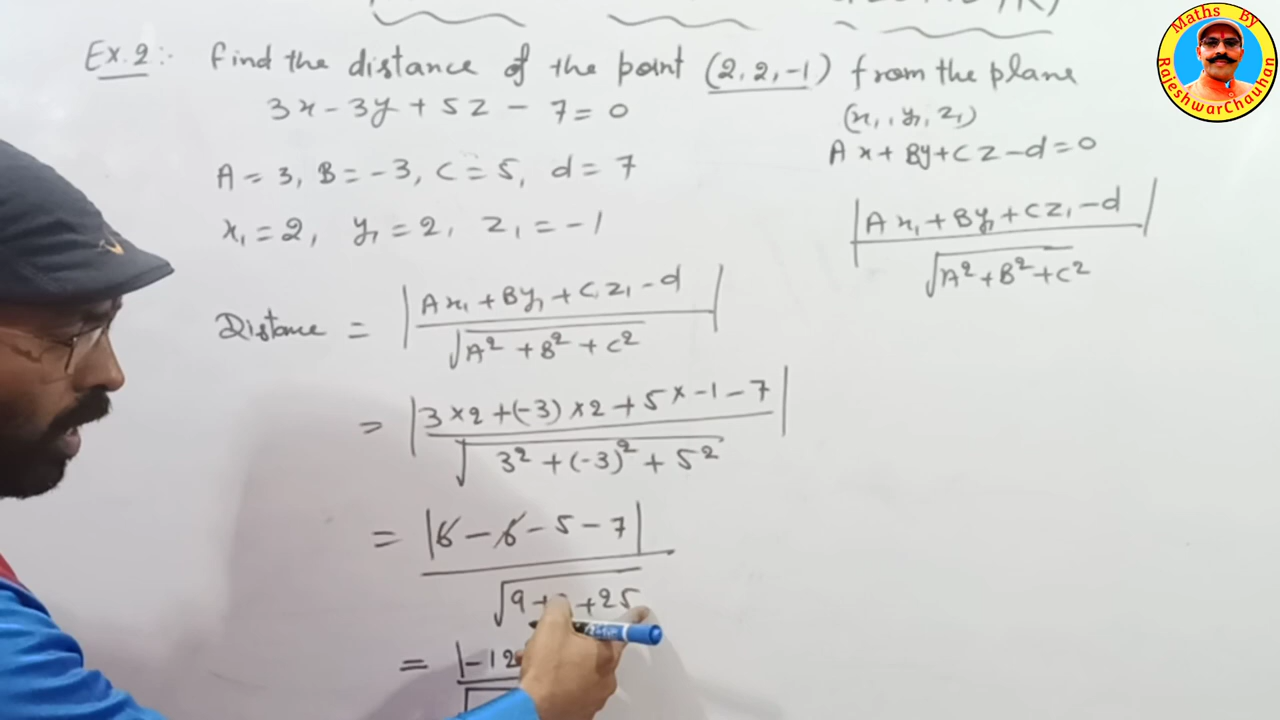 Ex.2:- Find the distance of the point (2, 2, -1) from the plane
3x - 3y + 5z - 7 = 0
(x₁, y₁, z₁)
Ax + By + Cz - d = 0
A = 3, B = -3, C = 5, d = 7
x₁ = 2, y₁ = 2, z₁ = -1
|Ax₁ + By₁ + Cz₁ - d|
√A² + B² + C²
Distance = |Ax₁ + By₁ + Cz₁ - d|
√A² + B² + C²
= |3 × 2 + (-3) × 2 + 5 × -1 - 7|
√3² + (-3)² + 5²
= |6 - 6 - 5 - 7|
√9 + + 25
= |-12
Maths By
RajeshwarChauhan